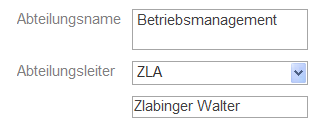 Abteilungsname Betriebsmanagement
Abteilungsleiter ZLA
Zlabinger Walter